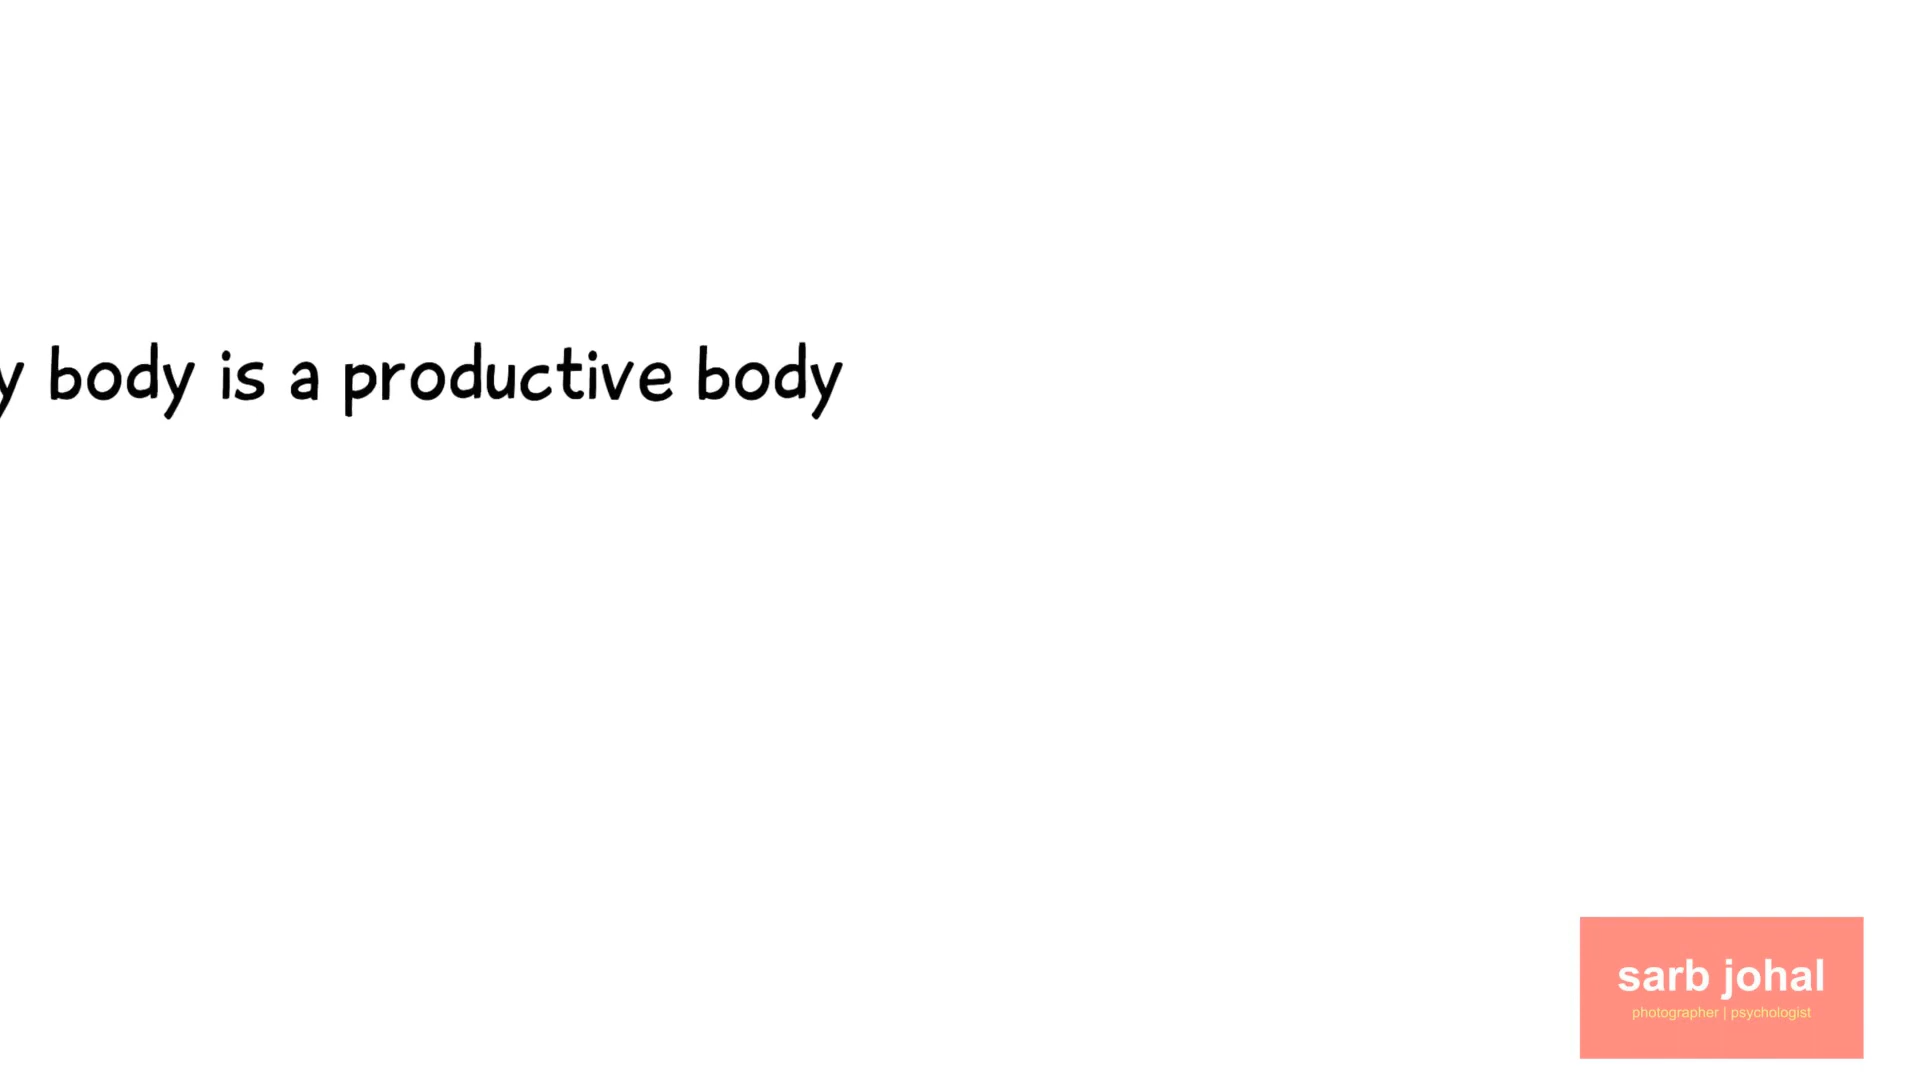 y body is a productive body
sarb johal
photographer | psychologist